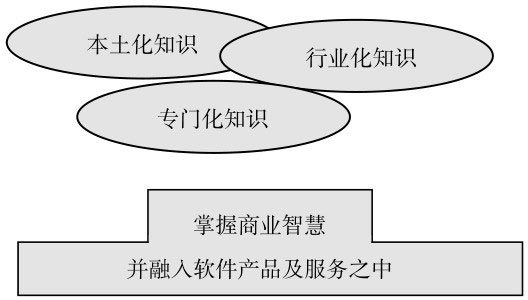 本土化知识
行业化知识
专门化知识
掌握商业智慧
并融入软件产品及服务之中